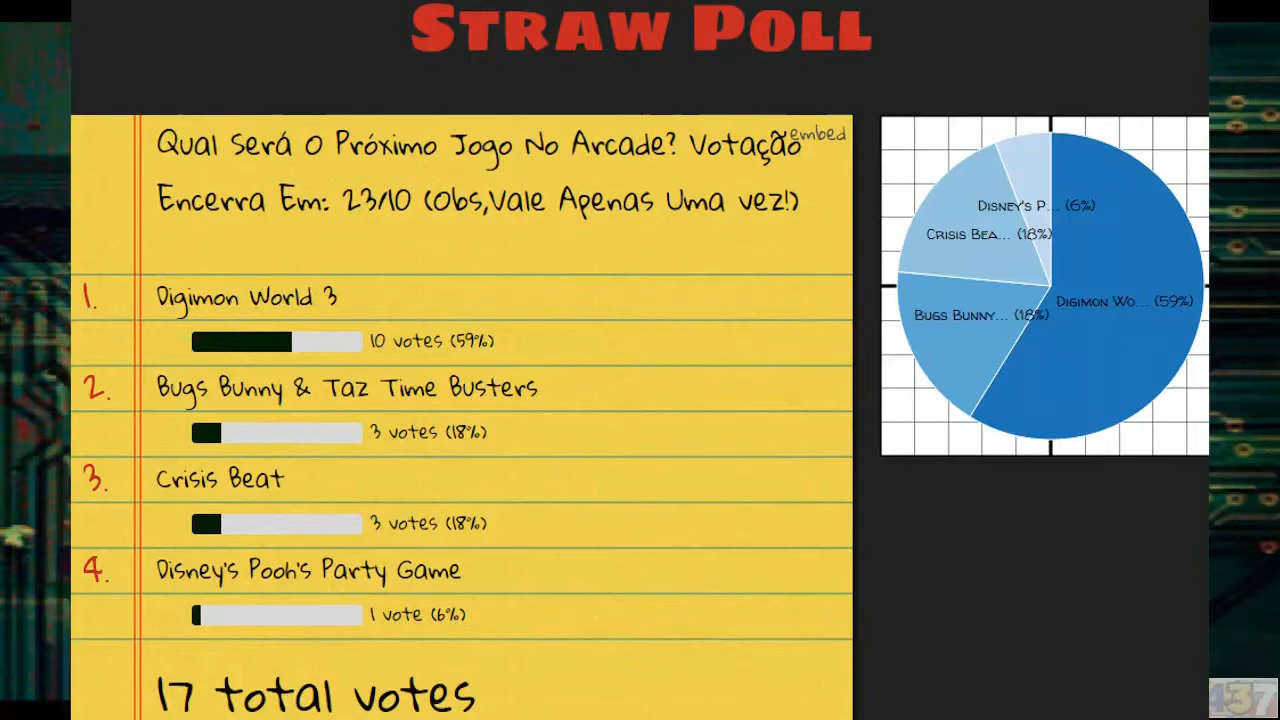 Straw Poll
embed
Qual Será O Próximo Jogo No Arcade? Votação
Encerra Em: 23/10 (Obs,Vale Apenas Uma vez!)
1. Digimon World 3
10 votes (59%)
2. Bugs Bunny & Taz Time Busters
3 votes (18%)
3. Crisis Beat
3 votes (18%)
4. Disney's Pooh's Party Game
1 vote (6%)
17 total votes
Disney's P... (6%)
Crisis Bea... (18%)
Digimon Wo... (59%)
Bugs Bunny... (18%)
437